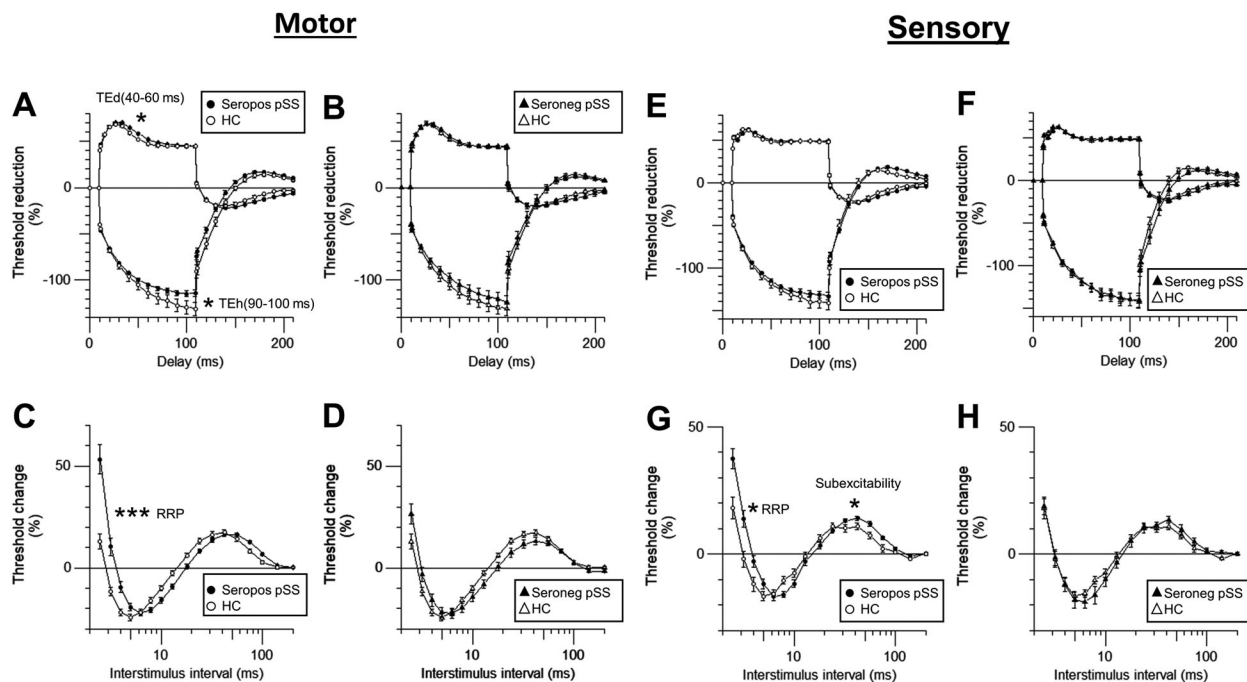 Motor
Sensory
A
TEd(40-60 ms)
*
Seropos pSS
HC
Threshold reduction
(%)
0
-100
* TEh(90-100 ms)
0
100
200
Delay (ms)
B
Seroneg pSS
HC
Threshold reduction
(%)
0
-100
0
100
200
Delay (ms)
E
Threshold reduction
(%)
0
-100
Seropos pSS
HC
0
100
200
Delay (ms)
F
Threshold reduction
(%)
0
-100
Seroneg pSS
HC
0
100
200
Delay (ms)
C
Threshold change
(%)
50
0
*** RRP
Seropos pSS
HC
10
100
Interstimulus interval (ms)
D
Threshold change
(%)
50
0
Seroneg pSS
HC
10
100
Interstimulus interval (ms)
G
Threshold change
(%)
50
0
* RRP
Subexcitability
*
Seropos pSS
HC
10
100
Interstimulus interval (ms)
H
Threshold change
(%)
50
0
Seroneg pSS
HC
10
100
Interstimulus interval (ms)